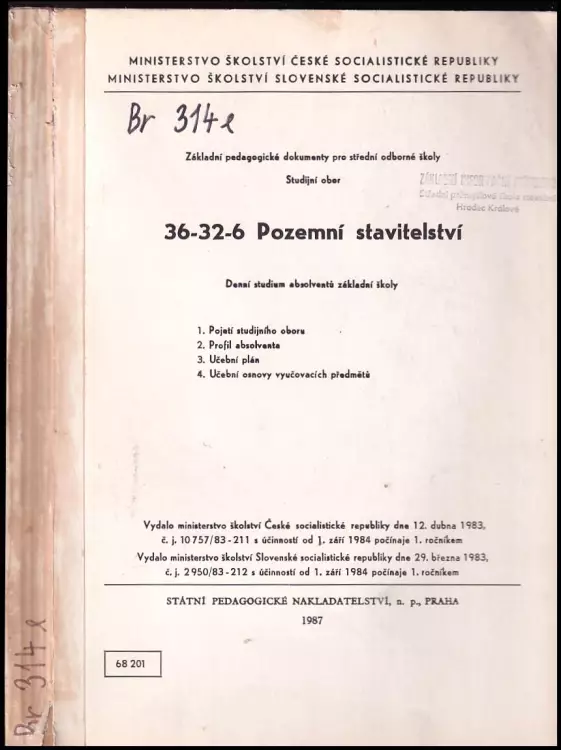 MINISTERSTVO ŠKOLSTVÍ ČESKÉ SOCIALISTICKÉ REPUBLIKY
MINISTERSTVO ŠKOLSTVÍ SLOVENSKÉ SOCIALISTICKÉ REPUBLIKY
Br 314 e
Základní pedagogické dokumenty pro střední odborné školy
Studijní obor
Střední průmyslová škola
Hradec Králové
36-32-6 Pozemní stavitelství
Denní studium absolventů základní školy
1. Pojetí studijního oboru
2. Profil absolventa
3. Učební plán
4. Učební osnovy vyučovacích předmětů
Vydalo ministerstvo školství České socialistické republiky dne 12. dubna 1983,
č. j. 10757/83-211 s účinností od 1. září 1984 počínaje 1. ročníkem
Vydalo ministerstvo školství Slovenské socialistické republiky dne 29. března 1983,
č. j. 2950/83-212 s účinností od 1. září 1984 počínaje 1. ročníkem
STÁTNÍ PEDAGOGICKÉ NAKLADATELSTVÍ, n. p., PRAHA
1987
68 201
Br 314 e